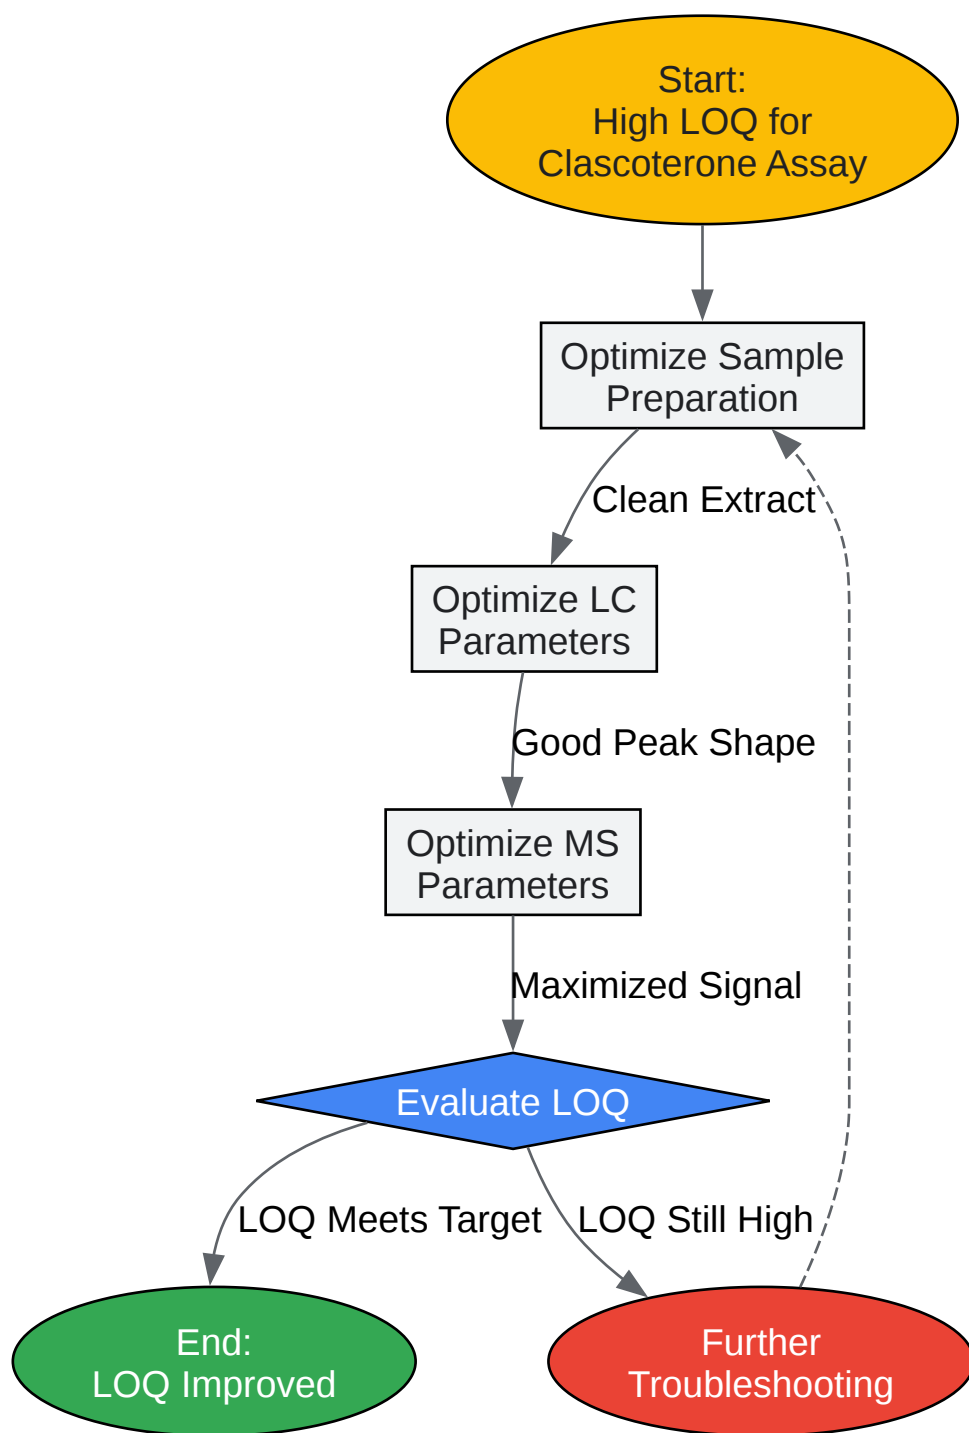 Start:
High LOQ for
Clascoterone Assay
Optimize Sample
Preparation
Clean Extract
Optimize LC
Parameters
Good Peak Shape
Optimize MS
Parameters
Maximized Signal
Evaluate LOQ
LOQ Meets Target
LOQ Still High
End:
LOQ Improved
Further
Troubleshooting